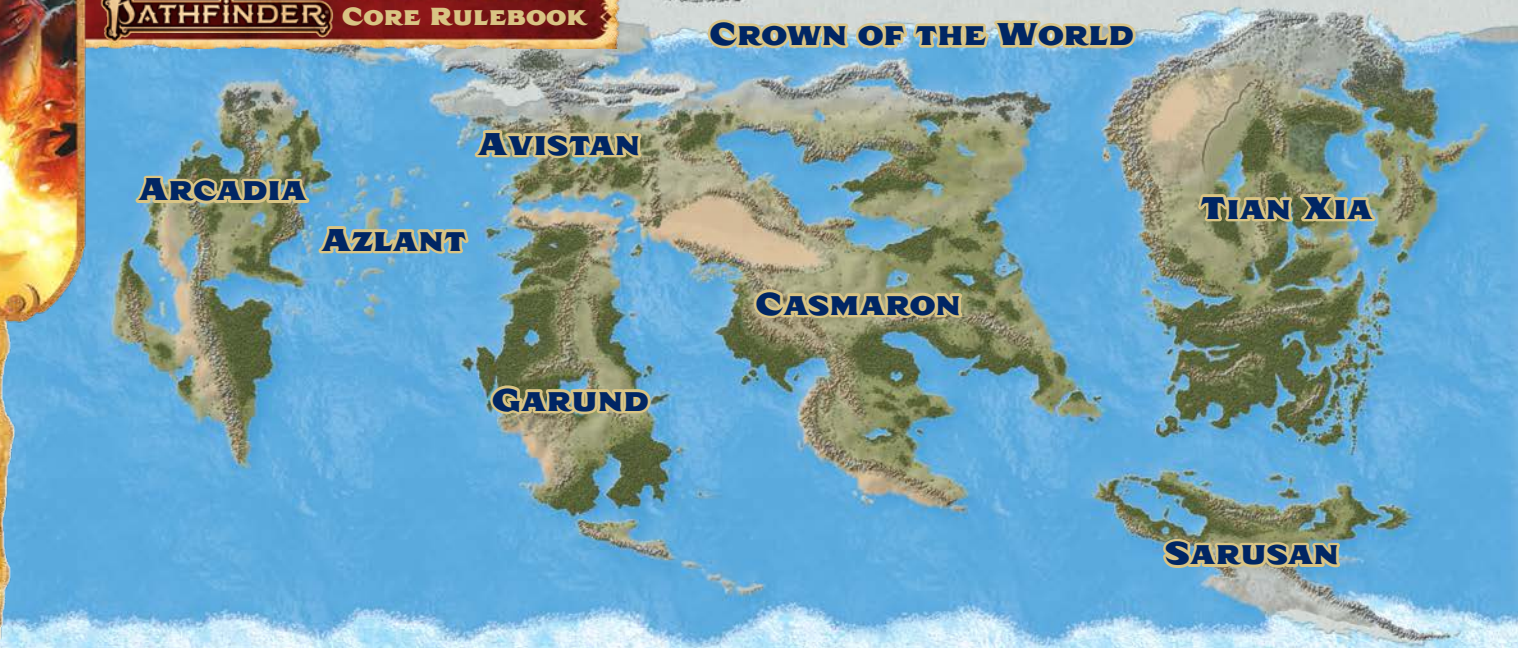 PATHFINDER CORE RULEBOOK
CROWN OF THE WORLD
AVISTAN
ARCADIA
TIAN XIA
AZLANT
CASMARON
GARUND
SARUSAN